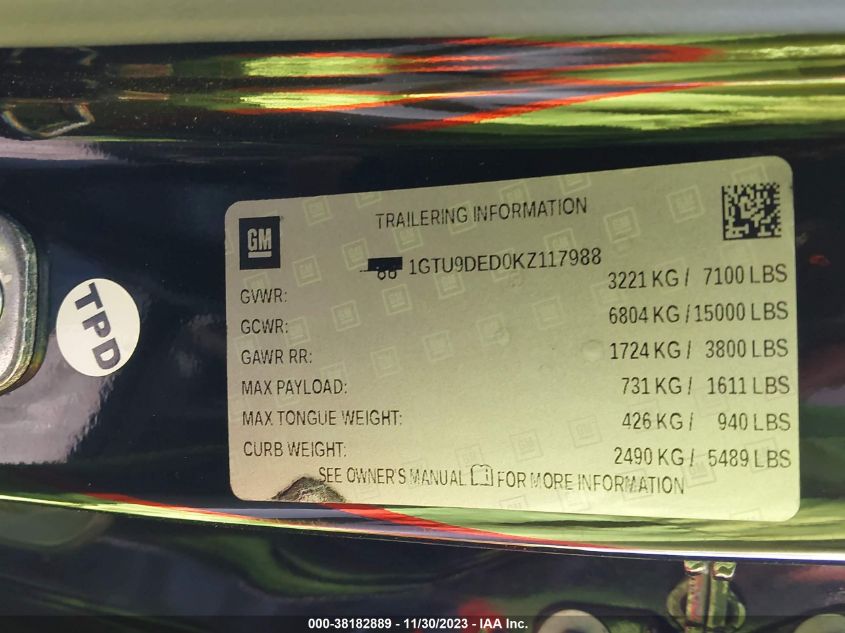 GM
TRAILERING INFORMATION
1GTU9DED0KZ117988
GVWR: 3221 KG / 7100 LBS
GCWR: 6804 KG / 15000 LBS
GAWR RR: 1724 KG / 3800 LBS
MAX PAYLOAD: 731 KG / 1611 LBS
MAX TONGUE WEIGHT: 426 KG / 940 LBS
CURB WEIGHT: 2490 KG / 5489 LBS
SEE OWNER'S MANUAL FOR MORE INFORMATION
TPD
000-38182889 - 11/30/2023 - IAA Inc.